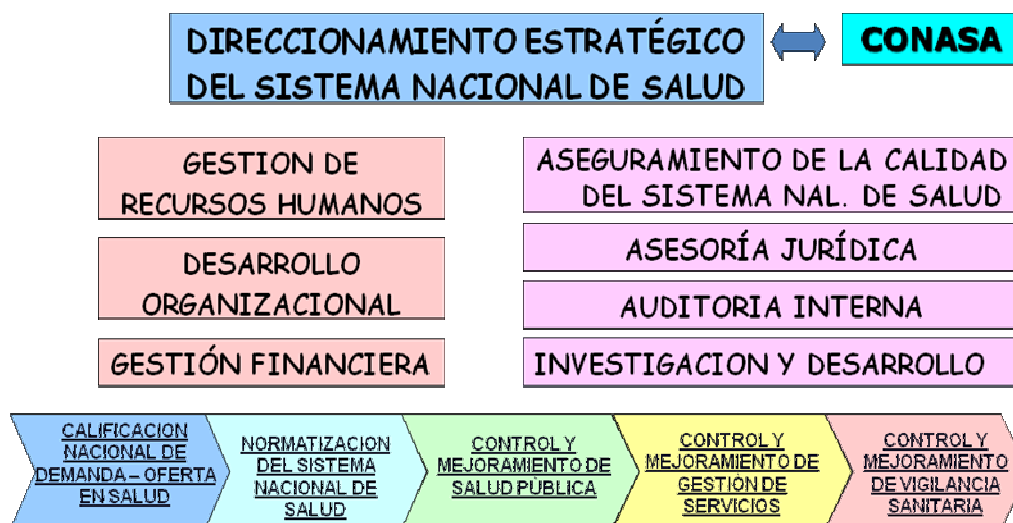 DIRECCIONAMIENTO ESTRATÉGICO
DEL SISTEMA NACIONAL DE SALUD
CONASA
GESTION DE
RECURSOS HUMANOS
DESARROLLO
ORGANIZACIONAL
GESTIÓN FINANCIERA
ASEGURAMIENTO DE LA CALIDAD
DEL SISTEMA NAL. DE SALUD
ASESORÍA JURÍDICA
AUDITORIA INTERNA
INVESTIGACION Y DESARROLLO
CALIFICACION
NACIONAL DE
DEMANDA – OFERTA
EN SALUD
NORMATIZACION
DEL SISTEMA
NACIONAL DE
SALUD
CONTROL Y
MEJORAMIENTO DE
SALUD PÙBLICA
CONTROL Y
MEJORAMIENTO DE
GESTIÓN DE
SERVICIOS
CONTROL Y
MEJORAMIENTO
DE VIGILANCIA
SANITARIA